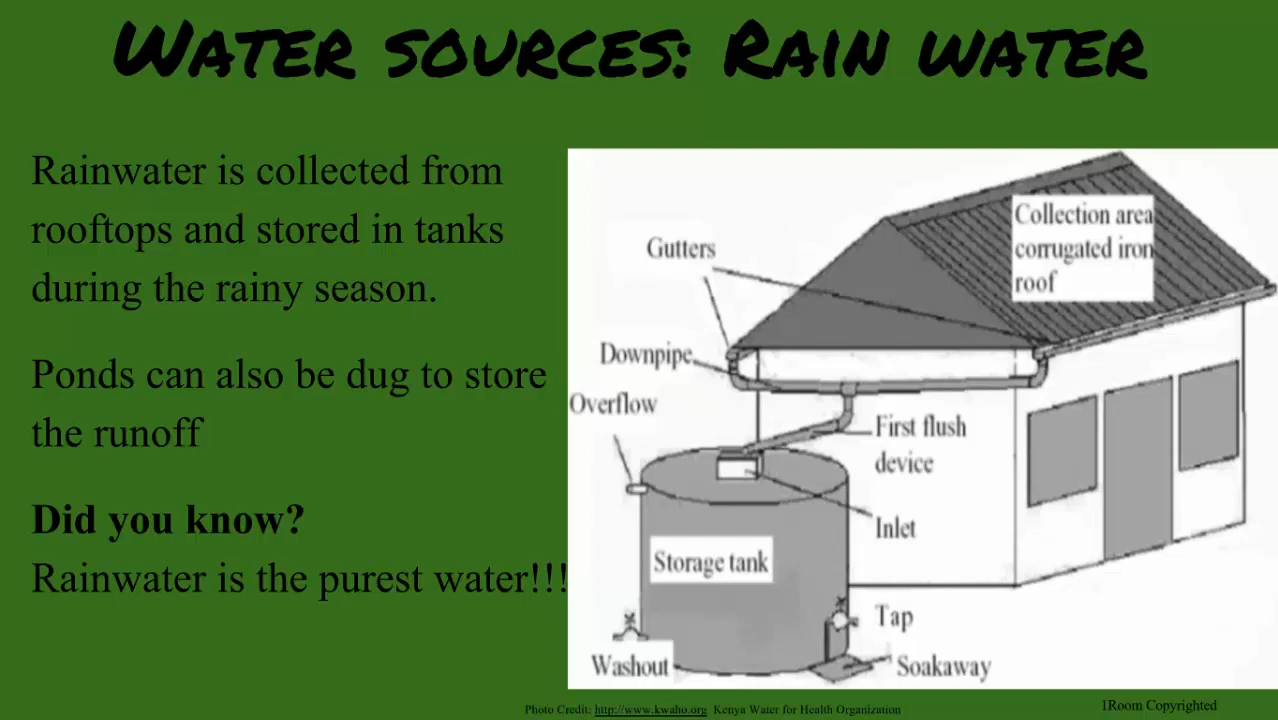 Water sources: Rain water
Rainwater is collected from
rooftops and stored in tanks
during the rainy season.
Ponds can also be dug to store
the runoff
Did you know?
Rainwater is the purest water!!!
Collection area
corrugated iron
roof
Gutters
Downpipe
Overflow
First flush
device
Inlet
Storage tank
Tap
Washout
Soakaway
Photo Credit: http://www.kwaho.org Kenya Water for Health Organization
1Room Copyrighted